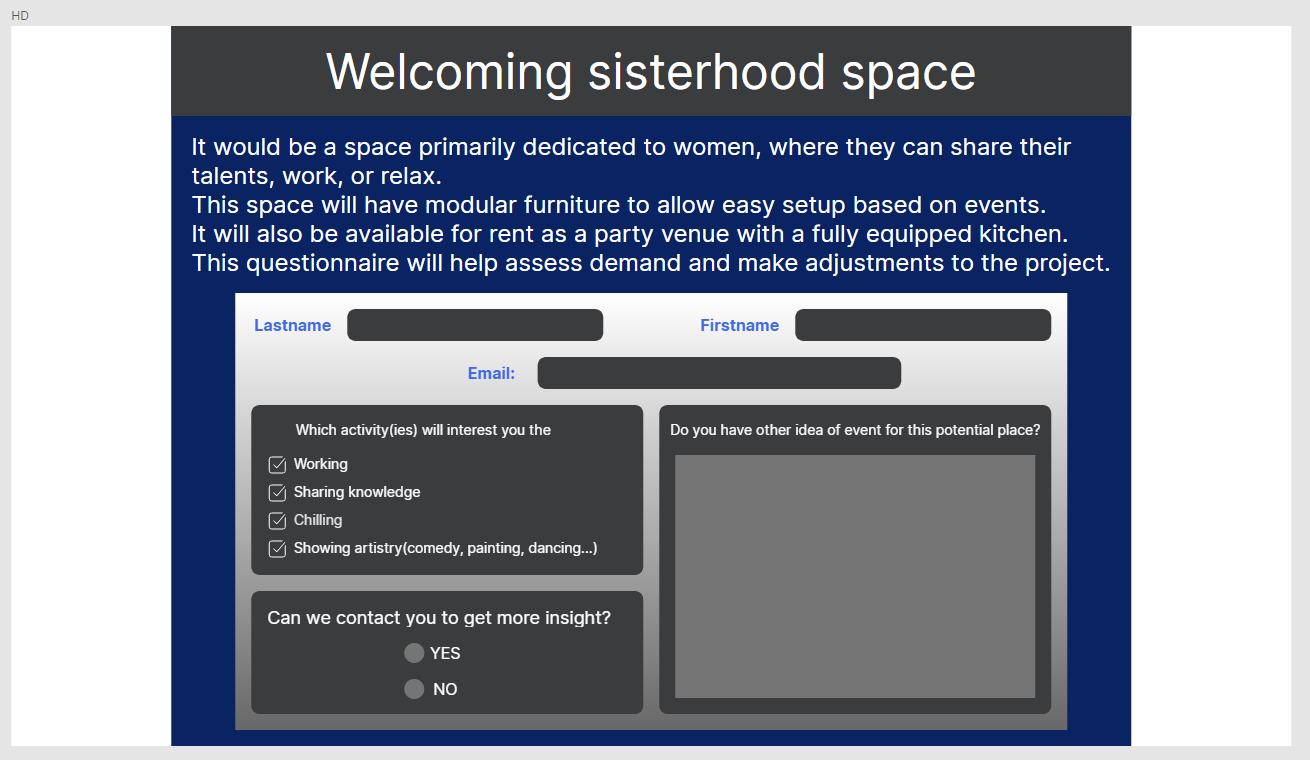 HD
Welcoming sisterhood space
It would be a space primarily dedicated to women, where they can share their
talents, work, or relax.
This space will have modular furniture to allow easy setup based on events.
It will also be available for rent as a party venue with a fully equipped kitchen.
This questionnaire will help assess demand and make adjustments to the project.
Lastname
Firstname
Email:
Which activity(ies) will interest you the
Working
Sharing knowledge
Chilling
Showing artistry(comedy, painting, dancing...)
Can we contact you to get more insight?
YES
NO
Do you have other idea of event for this potential place?